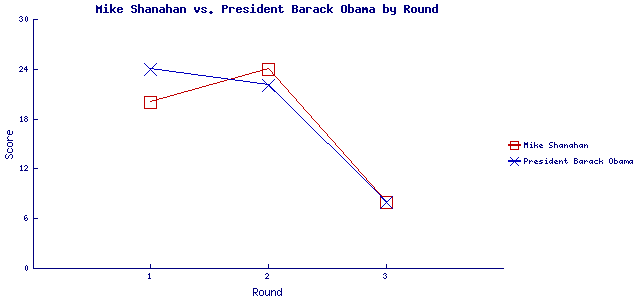 Mike Shanahan vs. President Barack Obama by Round
30
24
18
12
6
0
Score
1 2 3
Round
Mike Shanahan
President Barack Obama